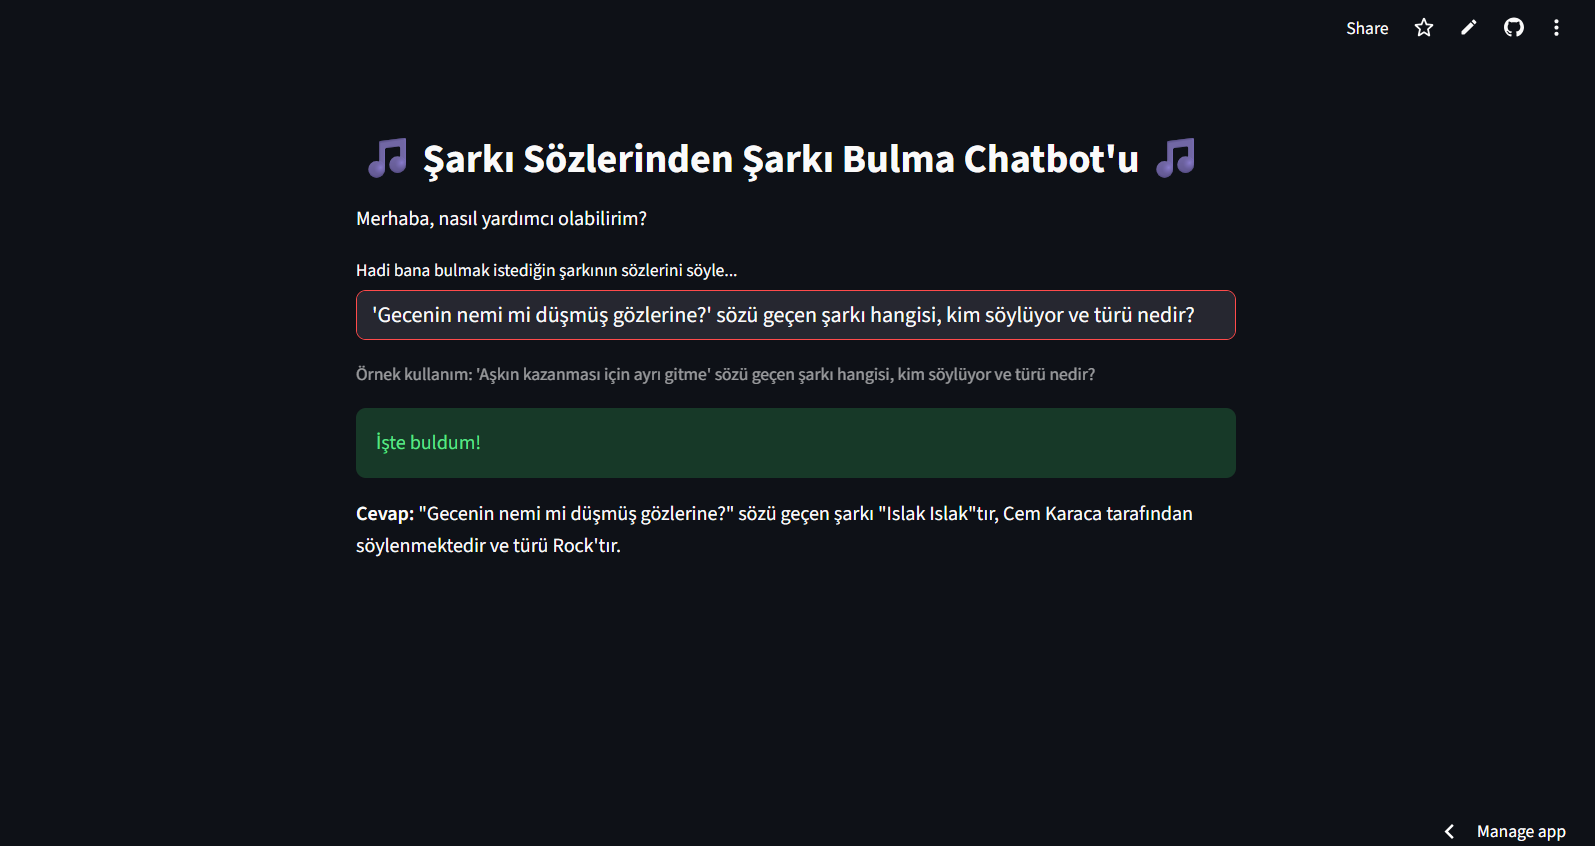 Share
Şarkı Sözlerinden Şarkı Bulma Chatbot'u
Merhaba, nasıl yardımcı olabilirim?
Hadi bana bulmak istediğin şarkının sözlerini söyle...
'Gecenin nemi mi düşmüş gözlerine?' sözü geçen şarkı hangisi, kim söylüyor ve türü nedir?
Örnek kullanım: 'Aşkın kazanması için ayrı gitme' sözü geçen şarkı hangisi, kim söylüyor ve türü nedir?
İşte buldum!
Cevap: "Gecenin nemi mi düşmüş gözlerine?" sözü geçen şarkı "Islak Islak"tır, Cem Karaca tarafından
söylenmektedir ve türü Rock'tır.
Manage app